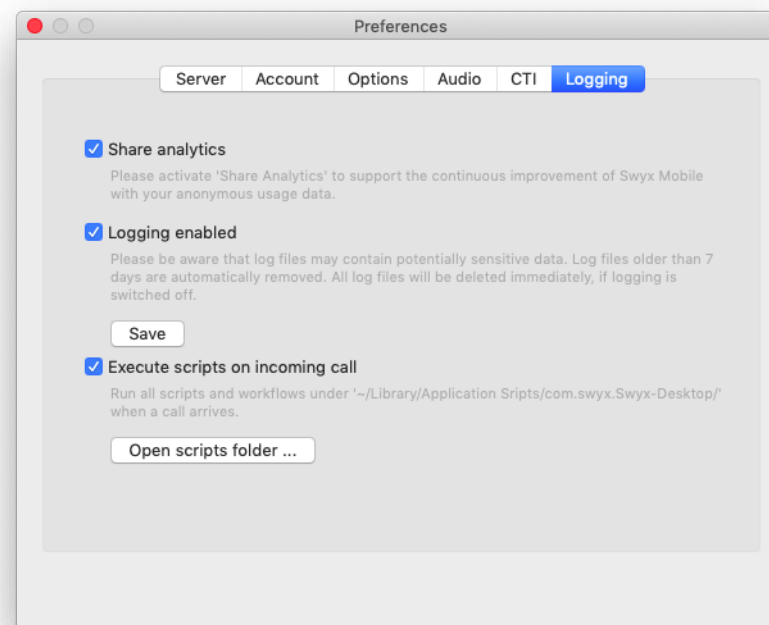 Preferences
Server Account Options Audio CTI Logging
Share analytics
Please activate 'Share Analytics' to support the continuous improvement of Swyx Mobile
with your anonymous usage data.
Logging enabled
Please be aware that log files may contain potentially sensitive data. Log files older than 7
days are automatically removed. All log files will be deleted immediately, if logging is
switched off.
Save
Execute scripts on incoming call
Run all scripts and workflows under '~/Library/Application Sripts/com.swyx.Swyx-Desktop/'
when a call arrives.
Open scripts folder ...